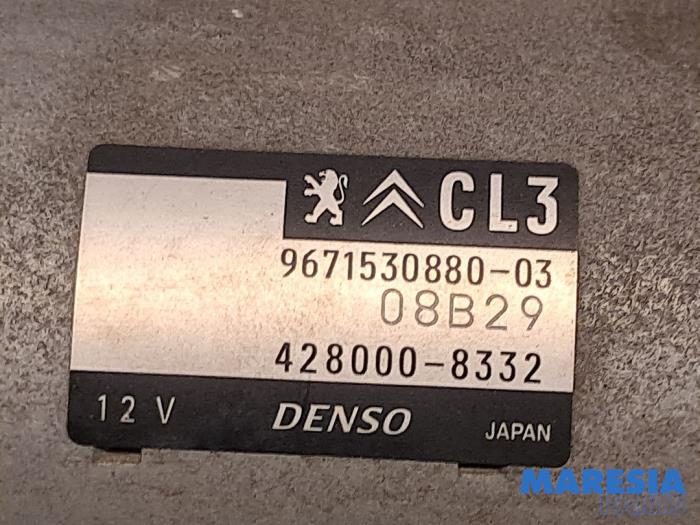 CL3
9671530880-03
08B29
428000-8332
12V DENSO JAPAN
MARESIA